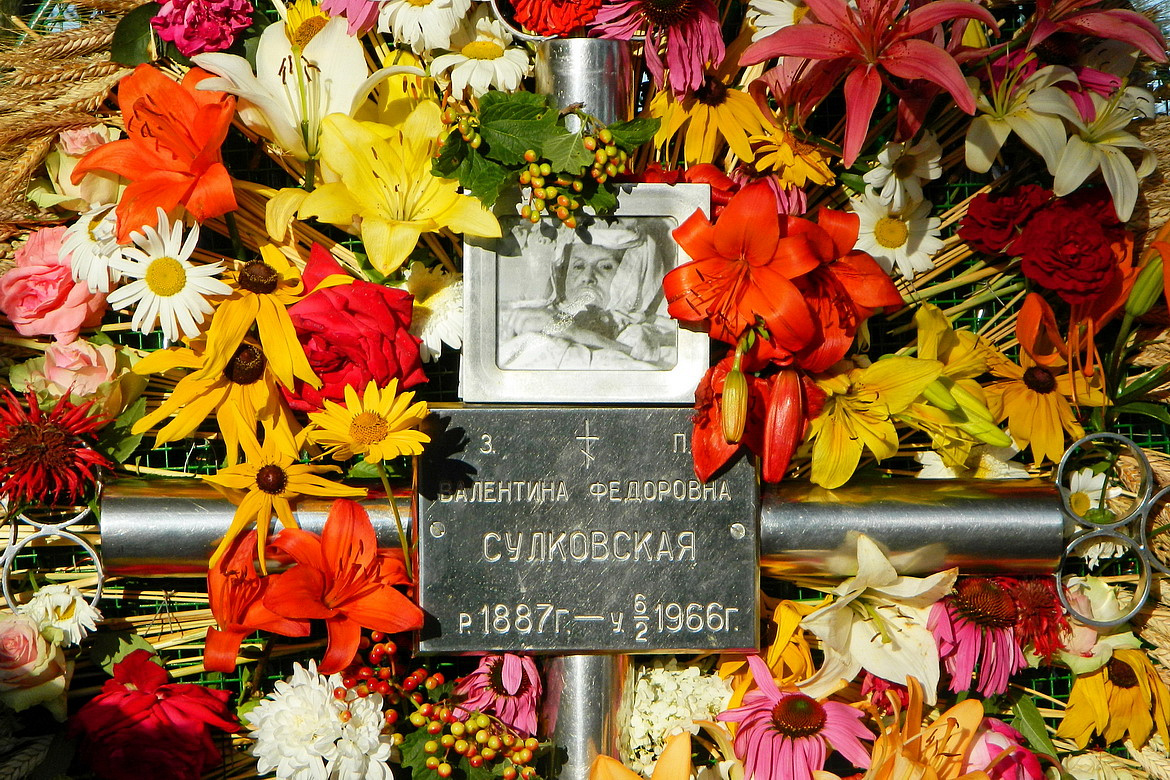 З. П.
ВАЛЕНТИНА ФЕДОРОВНА
СУЛКОВСКАЯ
Р. 1887г. — У. 6/2 1966г.